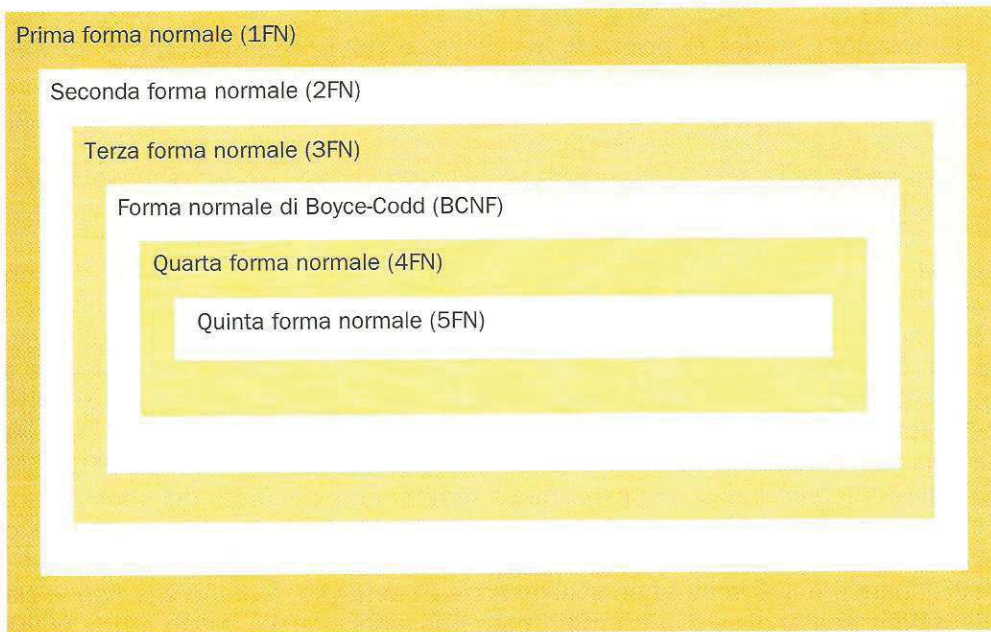 Prima forma normale (1FN)
Seconda forma normale (2FN)
Terza forma normale (3FN)
Forma normale di Boyce-Codd (BCNF)
Quarta forma normale (4FN)
Quinta forma normale (5FN)